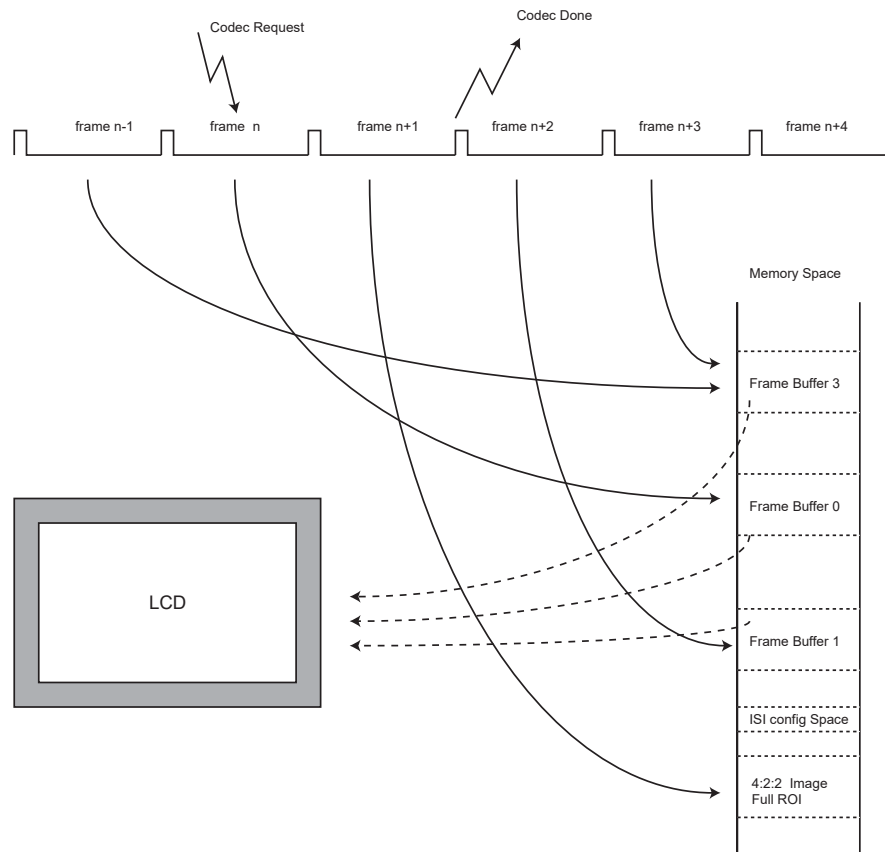 Codec Request
Codec Done
frame n-1
frame n
frame n+1
frame n+2
frame n+3
frame n+4
Memory Space
Frame Buffer 3
Frame Buffer 0
LCD
Frame Buffer 1
ISI config Space
4:2:2 Image
Full ROI